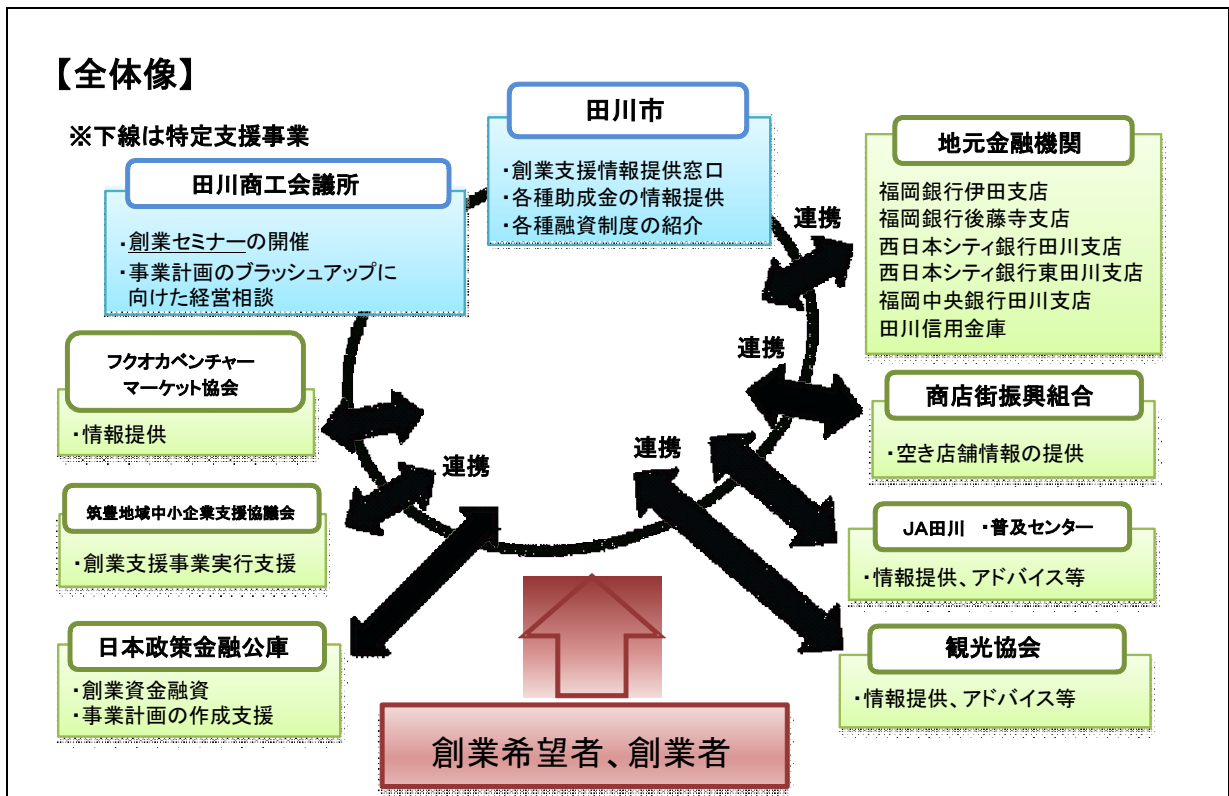 【全体像】
※下線は特定支援事業
田川市
・創業支援情報提供窓口
・各種助成金の情報提供
・各種融資制度の紹介
田川商工会議所
・創業セミナーの開催
・事業計画のブラッシュアップに
向けた経営相談
地元金融機関
福岡銀行伊田支店
福岡銀行後藤寺支店
西日本シティ銀行田川支店
西日本シティ銀行東田川支店
福岡中央銀行田川支店
田川信用金庫
連携
連携
連携
連携
フクオカベンチャー
マーケット協会
・情報提供
商店街振興組合
・空き店舗情報の提供
筑豊地域中小企業支援協議会
・創業支援事業実行支援
JA田川　・普及センター
・情報提供、アドバイス等
日本政策金融公庫
・創業資金融資
・事業計画の作成支援
観光協会
・情報提供、アドバイス等
創業希望者、創業者